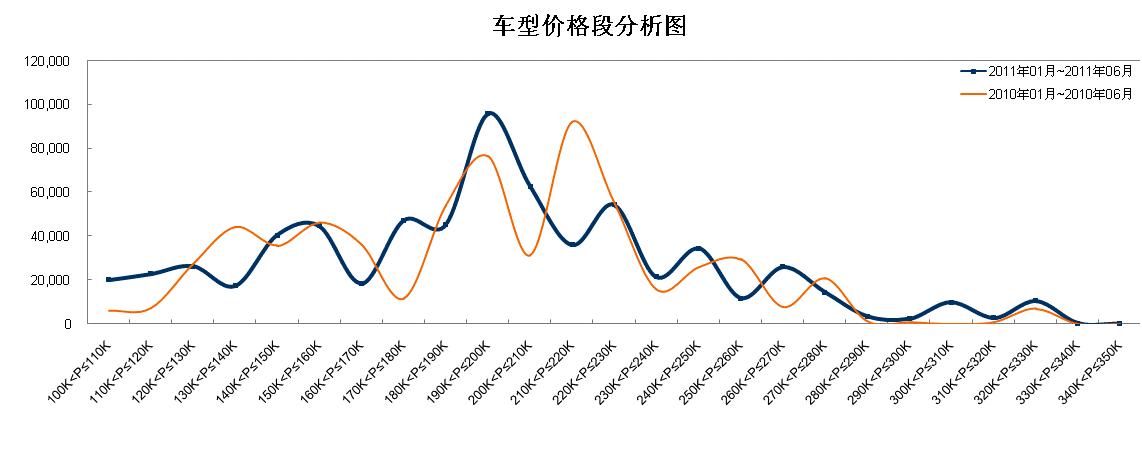 车型价格段分析图
120,000
100,000
80,000
60,000
40,000
20,000
0
2011年01月~2011年06月
2010年01月~2010年06月
100K<P≤110K
110K<P≤120K
120K<P≤130K
130K<P≤140K
140K<P≤150K
150K<P≤160K
160K<P≤170K
170K<P≤180K
180K<P≤190K
190K<P≤200K
200K<P≤210K
210K<P≤220K
220K<P≤230K
230K<P≤240K
240K<P≤250K
250K<P≤260K
260K<P≤270K
270K<P≤280K
280K<P≤290K
290K<P≤300K
300K<P≤310K
310K<P≤320K
320K<P≤330K
330K<P≤340K
340K<P≤350K